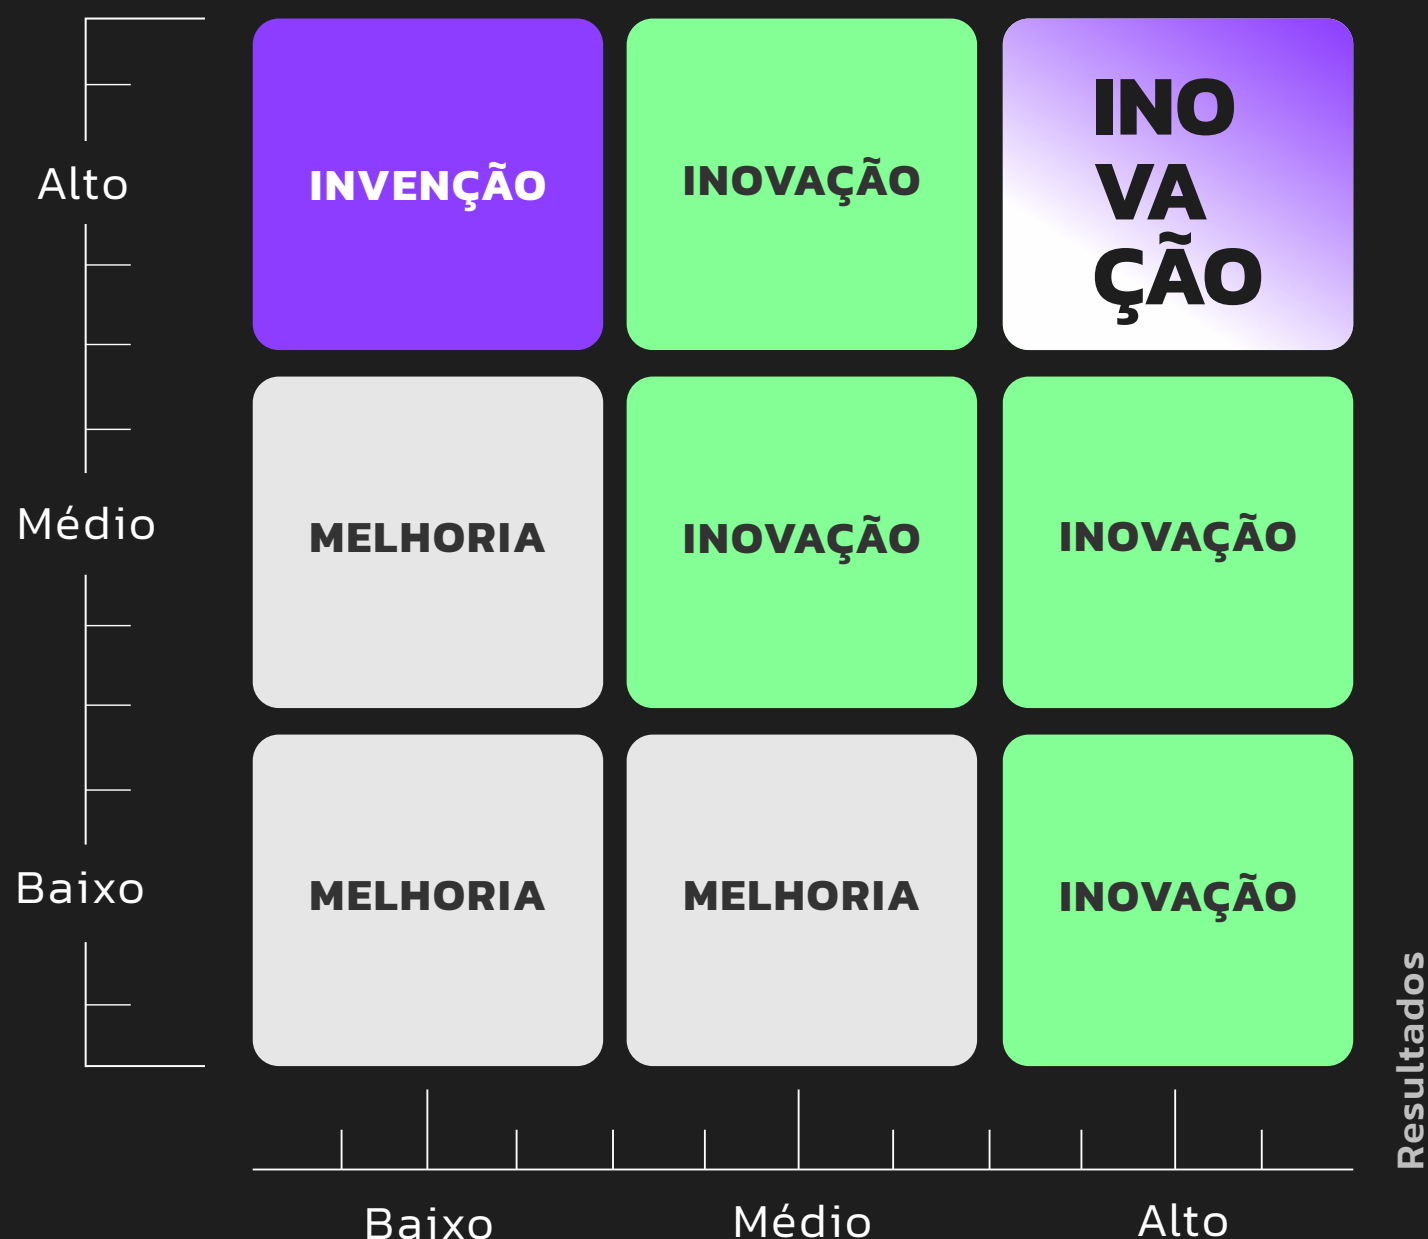 Alto
INVENÇÃO
INOVAÇÃO
INO
VA
ÇÃO
Médio
MELHORIA
INOVAÇÃO
INOVAÇÃO
Baixo
MELHORIA
MELHORIA
INOVAÇÃO
Resultados
Baixo
Médio
Alto